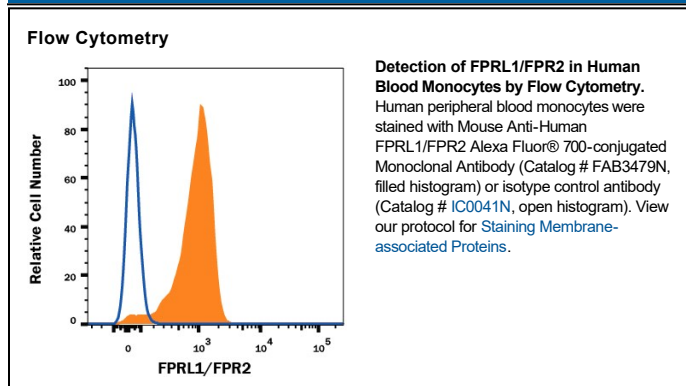 Flow Cytometry
100
80
60
40
20
0
Relative Cell Number
0
10³
10⁴
10⁵
FPRL1/FPR2
Detection of FPRL1/FPR2 in Human
Blood Monocytes by Flow Cytometry.
Human peripheral blood monocytes were
stained with Mouse Anti-Human
FPRL1/FPR2 Alexa Fluor® 700-conjugated
Monoclonal Antibody (Catalog # FAB3479N,
filled histogram) or isotype control antibody
(Catalog # IC0041N, open histogram). View
our protocol for Staining Membrane-
associated Proteins.